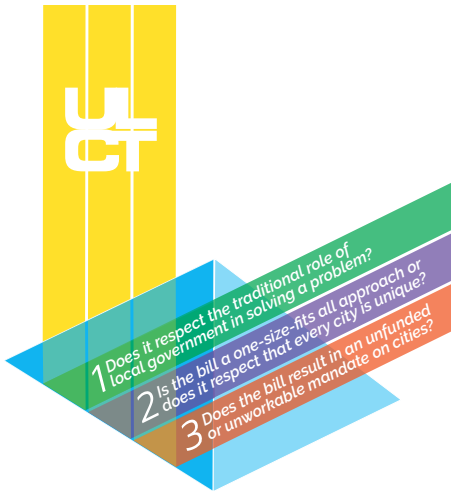 UL
CT
1 Does it respect the traditional role of
local government in solving a problem?
2 Is the bill a one-size-fits all approach or
does it respect that every city is unique?
3 Does the bill result in an unfunded
or unworkable mandate on cities?